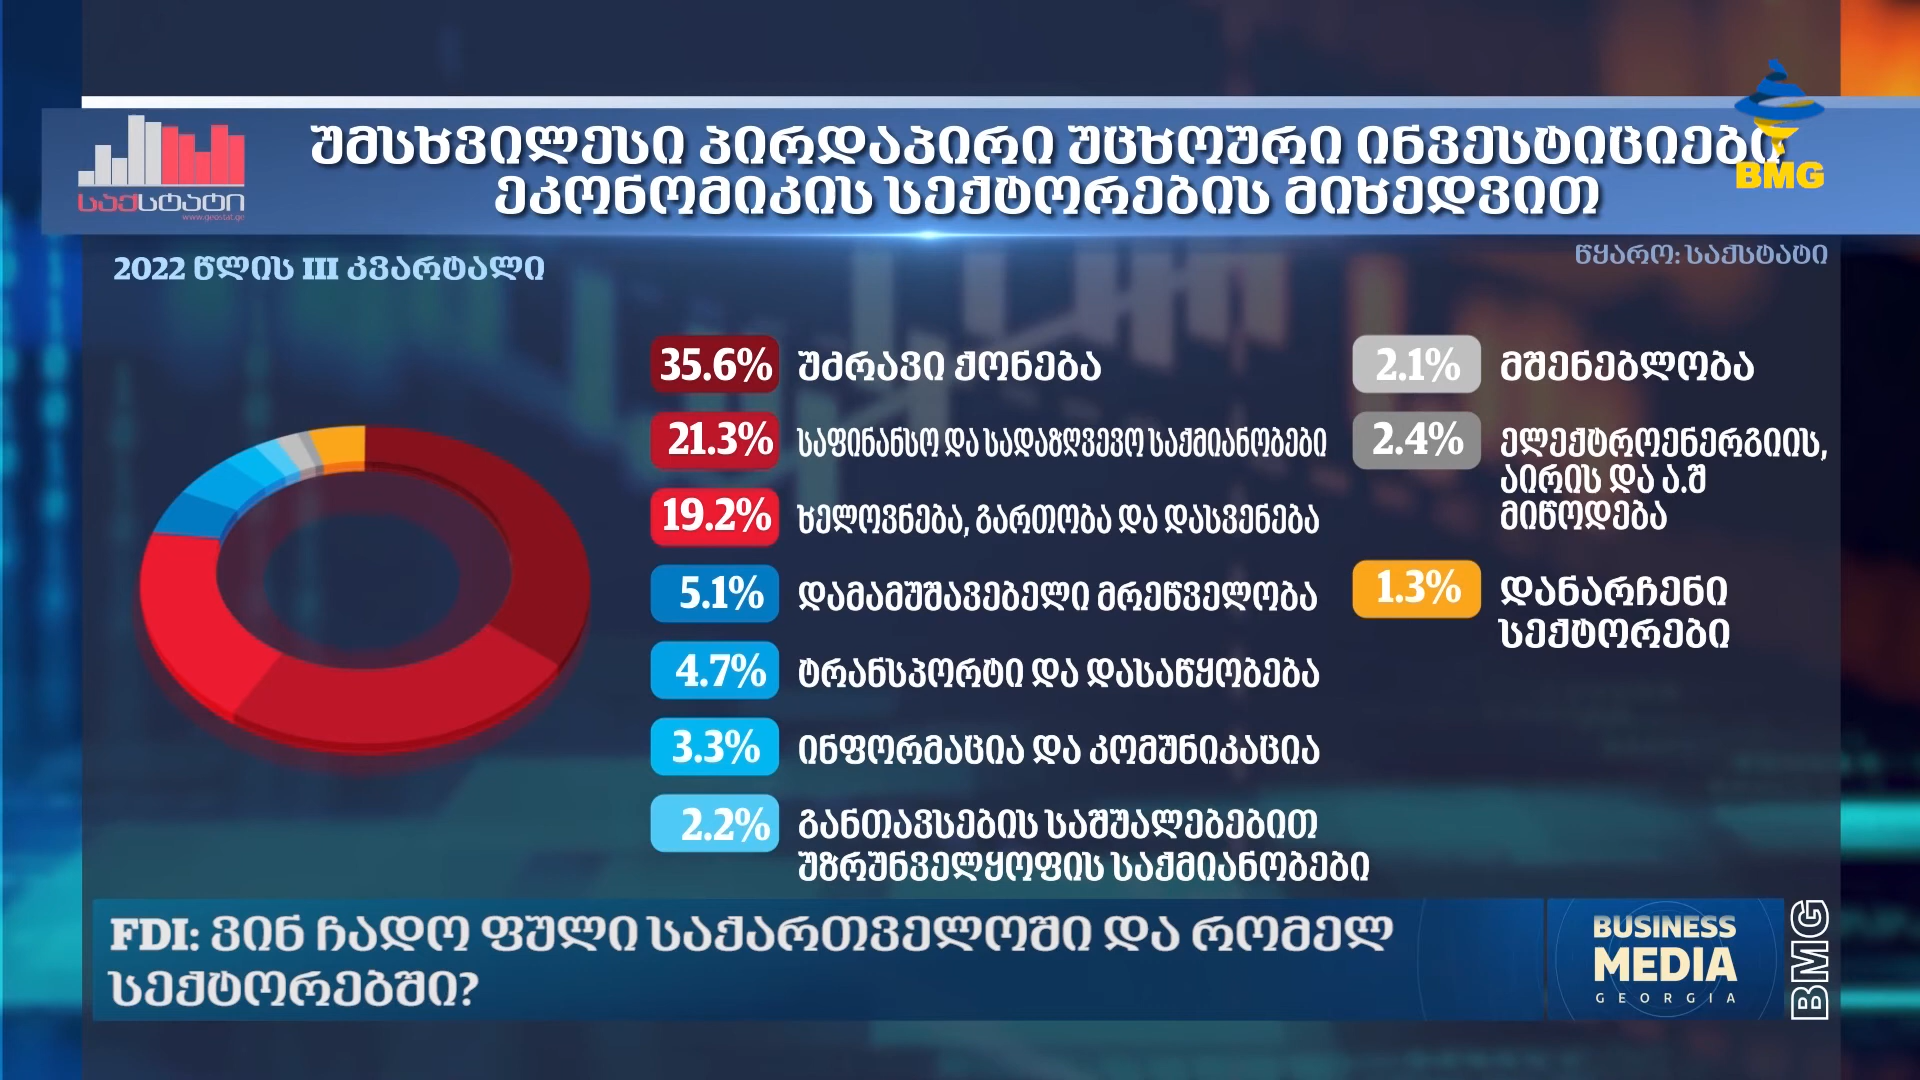 უმსხვილესი პირდაპირი უცხოური ინვესტიციები
ეკონომიკის სექტორების მიხედვით
საქსტატი
www.geostat.ge
BMG
2022 წლის III კვარტალი
წყარო: საქსტატი
35.6% უძრავი ქონება
21.3% საფინანსო და სადაზღვევო საქმიანობები
19.2% ხელოვნება, გართობა და დასვენება
5.1% დამამუშავებელი მრეწველობა
4.7% ტრანსპორტი და დასაწყობება
3.3% ინფორმაცია და კომუნიკაცია
2.2% განთავსების საშუალებებით
უზრუნველყოფის საქმიანობები
2.1% მშენებლობა
2.4% ელექტროენერგიის,
აირის და ა.შ
მიწოდება
1.3% დანარჩენი
სექტორები
FDI: ვინ ჩადო ფული საქართველოში და რომელ
სექტორებში?
BUSINESS
MEDIA
GEORGIA
BMG